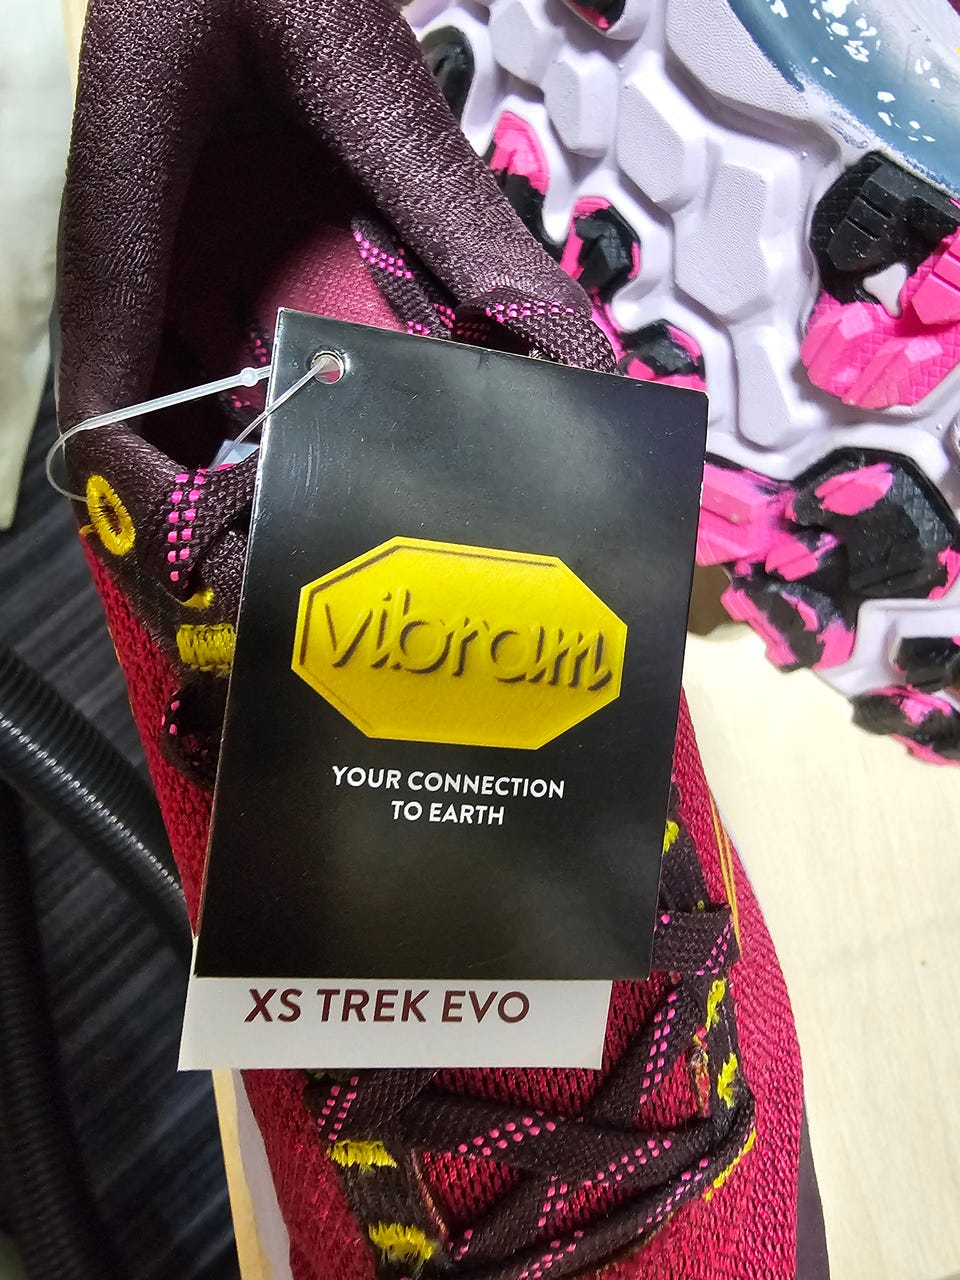 vibram
YOUR CONNECTION
TO EARTH
XS TREK EVO